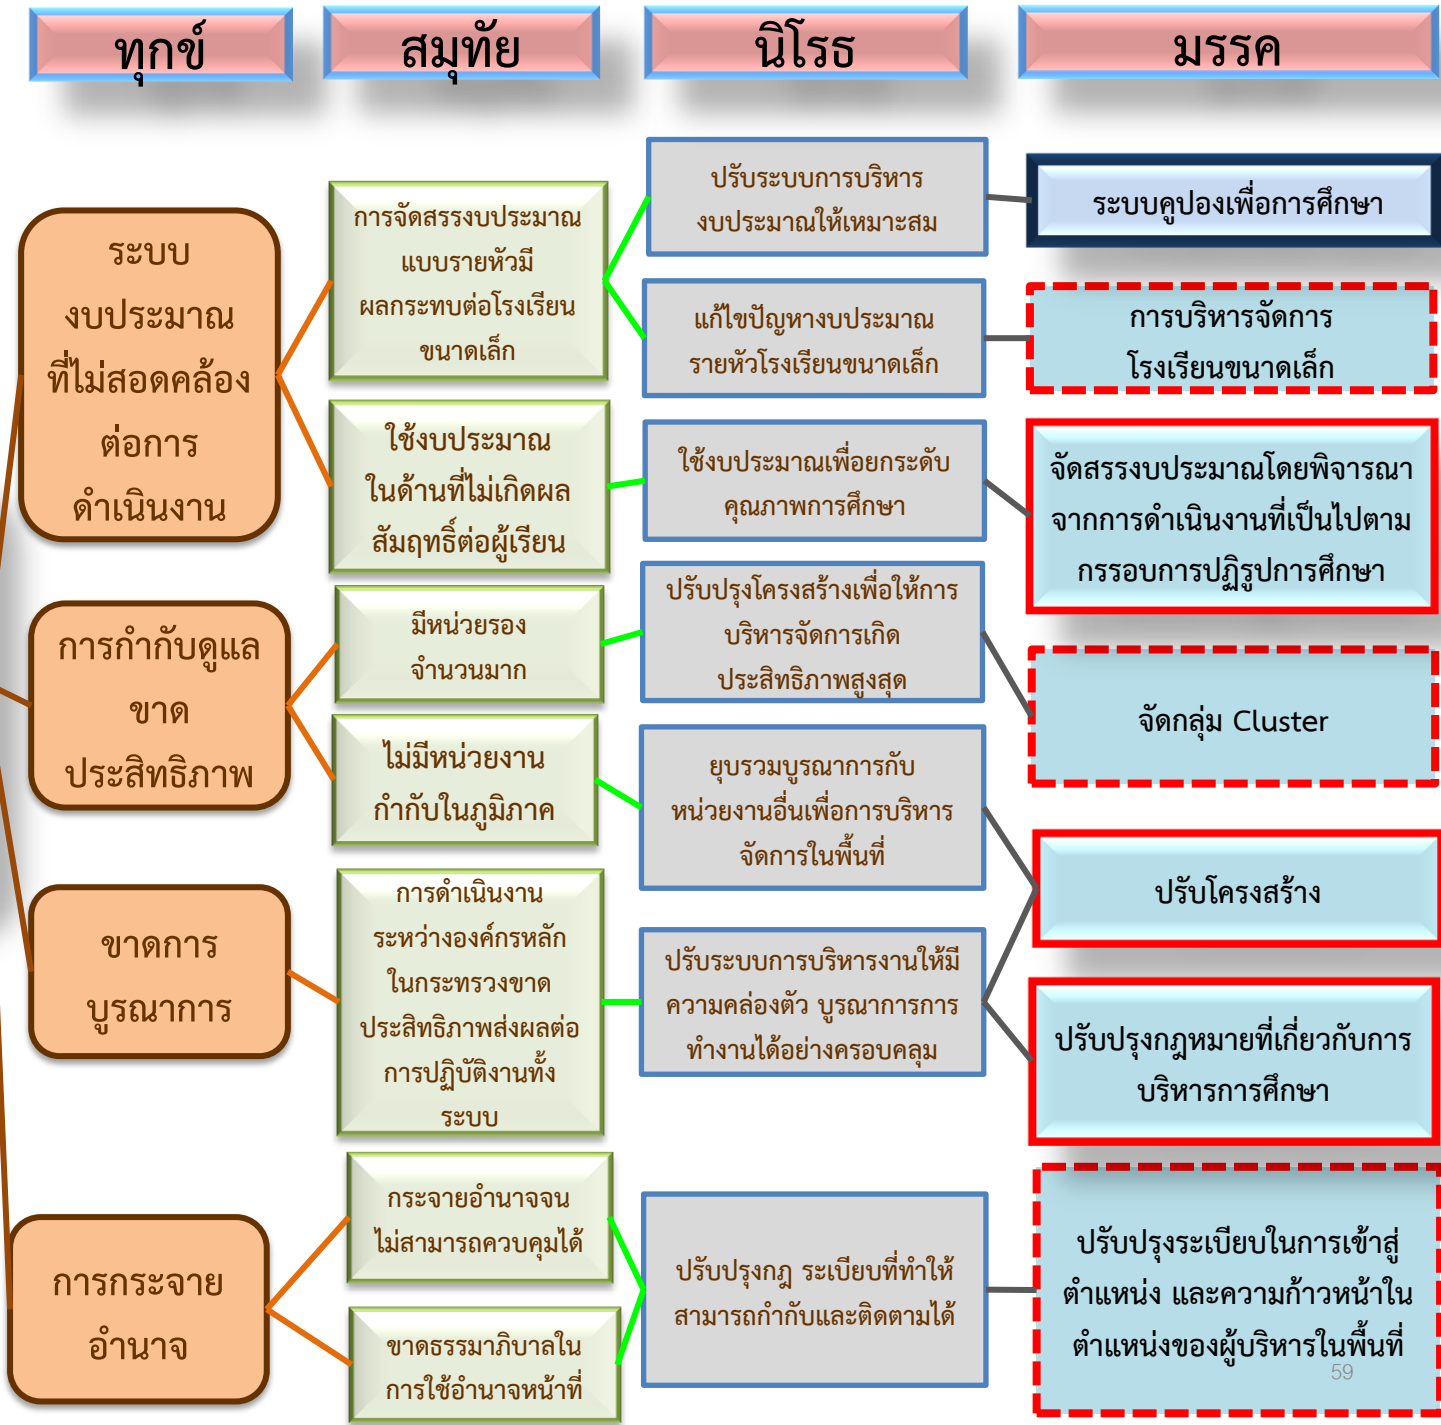 ทุกข์
สมุทัย
นิโรธ
มรรค
ระบบ
งบประมาณ
ที่ไม่สอดคล้อง
ต่อการ
ดำเนินงาน
การจัดสรรงบประมาณ
แบบรายหัวมี
ผลกระทบต่อโรงเรียน
ขนาดเล็ก
ปรับระบบการบริหาร
งบประมาณให้เหมาะสม
ระบบคูปองเพื่อการศึกษา
แก้ไขปัญหางบประมาณ
รายหัวโรงเรียนขนาดเล็ก
การบริหารจัดการ
โรงเรียนขนาดเล็ก
ใช้งบประมาณ
ในด้านที่ไม่เกิดผล
สัมฤทธิ์ต่อผู้เรียน
ใช้งบประมาณเพื่อยกระดับ
คุณภาพการศึกษา
จัดสรรงบประมาณโดยพิจารณา
จากการดำเนินงานที่เป็นไปตาม
กรรอบการปฏิรูปการศึกษา
การกำกับดูแล
ขาด
ประสิทธิภาพ
มีหน่วยรอง
จำนวนมาก
ปรับปรุงโครงสร้างเพื่อให้การ
บริหารจัดการเกิด
ประสิทธิภาพสูงสุด
จัดกลุ่ม Cluster
ไม่มีหน่วยงาน
กำกับในภูมิภาค
ยุบรวมบูรณาการกับ
หน่วยงานอื่นเพื่อการบริหาร
จัดการในพื้นที่
ปรับโครงสร้าง
ขาดการ
บูรณาการ
การดำเนินงาน
ระหว่างองค์กรหลัก
ในกระทรวงขาด
ประสิทธิภาพส่งผลต่อ
การปฏิบัติงานทั้ง
ระบบ
ปรับระบบการบริหารงานให้มี
ความคล่องตัว บูรณาการการ
ทำงานได้อย่างครอบคลุม
ปรับปรุงกฎหมายที่เกี่ยวกับการ
บริหารการศึกษา
การกระจาย
อำนาจ
กระจายอำนาจจน
ไม่สามารถควบคุมได้
ขาดธรรมาภิบาลใน
การใช้อำนาจหน้าที่
ปรับปรุงกฎ ระเบียบที่ทำให้
สามารถกำกับและติดตามได้
ปรับปรุงระเบียบในการเข้าสู่
ตำแหน่ง และความก้าวหน้าใน
ตำแหน่งของผู้บริหารในพื้นที่
59